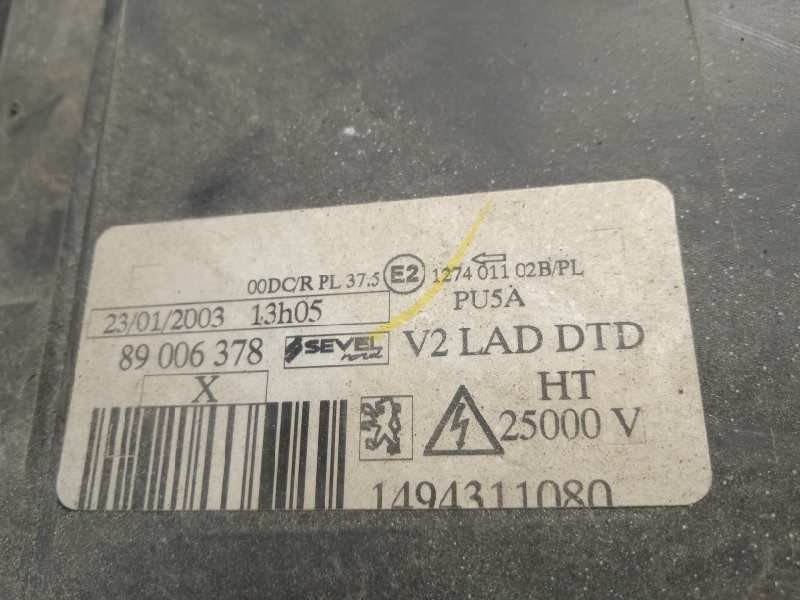 00DC/R PL 37.5 E2 1274 011 02B/PL
PU5A
23/01/2003 13h05
89 006 378 SEVEL nord V2 LAD DTD
X HT
25000 V
1494311080